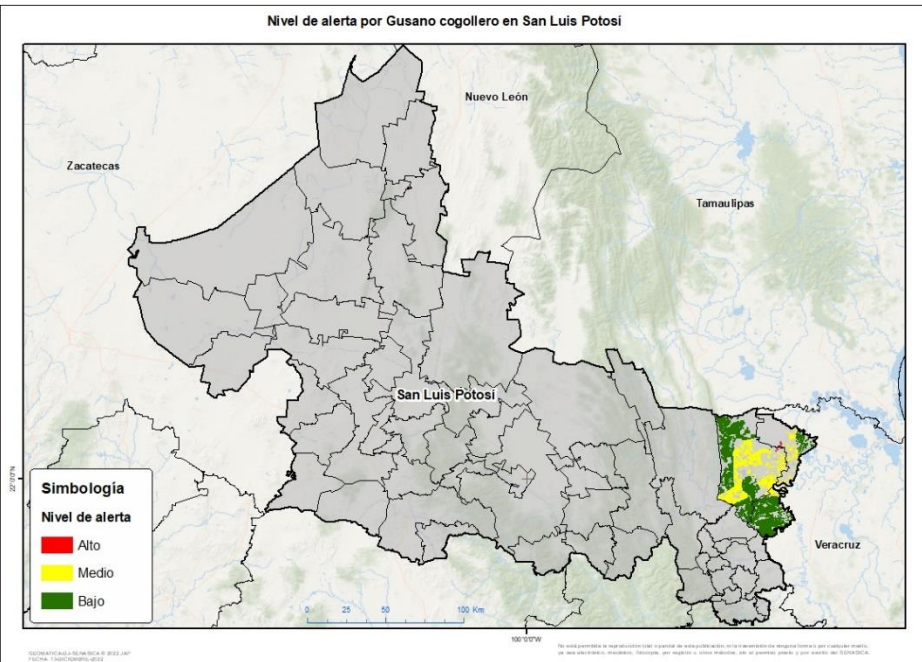 Nivel de alerta por Gusano cogollero en San Luis Potosí
Nuevo León
Zacatecas
Tamaulipas
San Luis Potosí
Veracruz
22°0'0"N
Simbología
Nivel de alerta
Alto
Medio
Bajo
0 25 50 100 Km
100°0'0"W